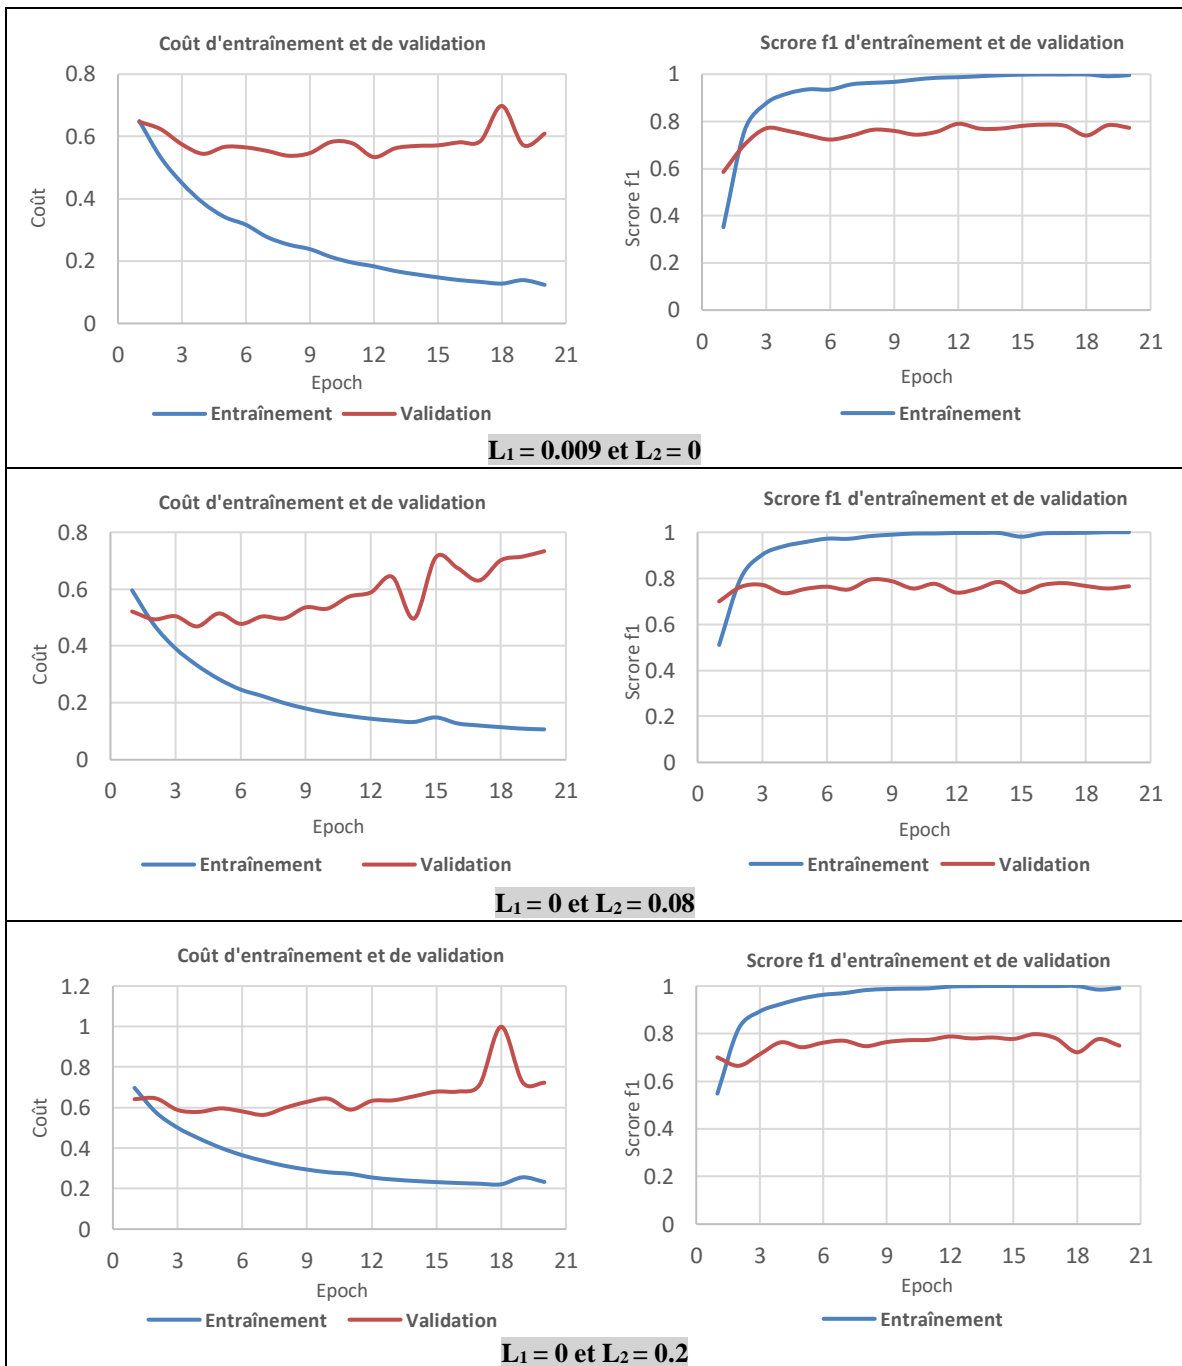 Coût d'entraînement et de validation
0.8
0.6
0.4
0.2
0
Coût
0 3 6 9 12 15 18 21
Epoch
Entraînement Validation
Scrore f1 d'entraînement et de validation
1
0.8
0.6
0.4
0.2
0
Scrore f1
0 3 6 9 12 15 18 21
Epoch
Entraînement
L1 = 0.009 et L2 = 0
Coût d'entraînement et de validation
0.8
0.6
0.4
0.2
0
Coût
0 3 6 9 12 15 18 21
Epoch
Entraînement Validation
Scrore f1 d'entraînement et de validation
1
0.8
0.6
0.4
0.2
0
Scrore f1
0 3 6 9 12 15 18 21
Epoch
Entraînement Validation
L1 = 0 et L2 = 0.08
Coût d'entraînement et de validation
1.2
1
0.8
0.6
0.4
0.2
0
Coût
0 3 6 9 12 15 18 21
Epoch
Entraînement Validation
Scrore f1 d'entraînement et de validation
1
0.8
0.6
0.4
0.2
0
Scrore f1
0 3 6 9 12 15 18 21
Epoch
Entraînement
L1 = 0 et L2 = 0.2